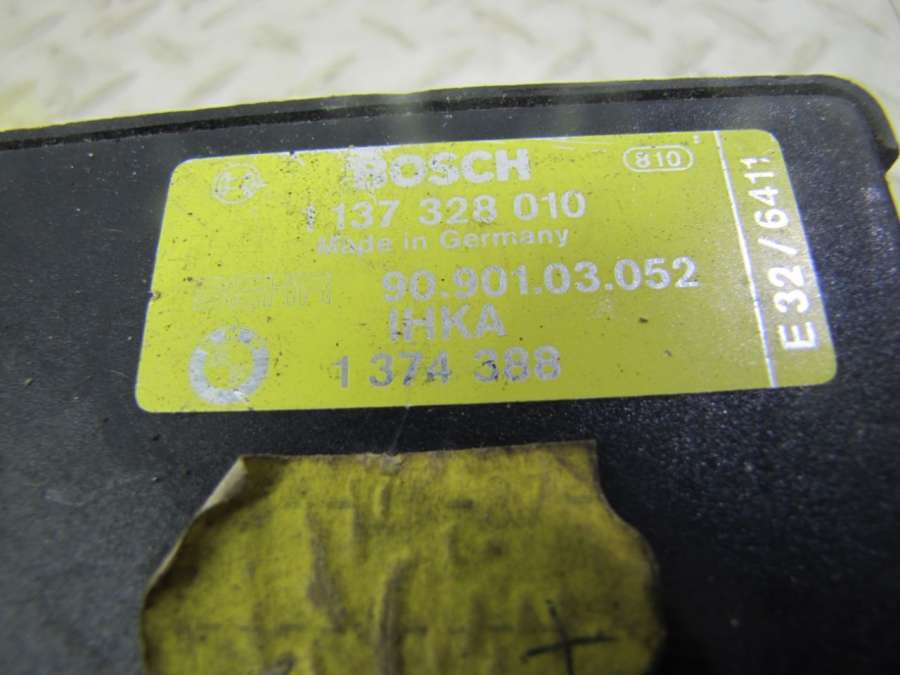 BOSCH 810
1 137 328 010
Made in Germany
90.901.03.052
IHKA
1 374 388
E32/6411